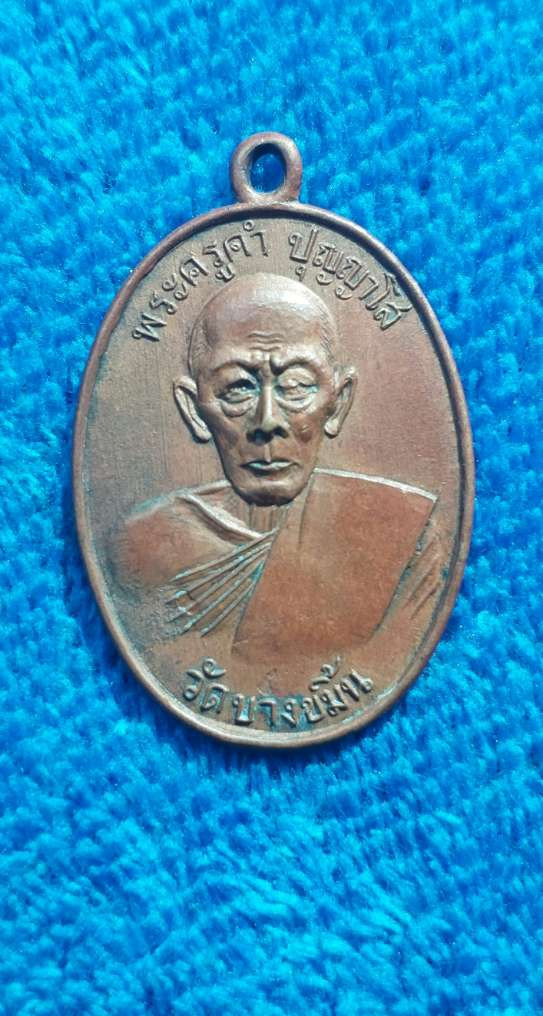 พระครูคำ ปุญญาโส
วัดบางขมิ้น